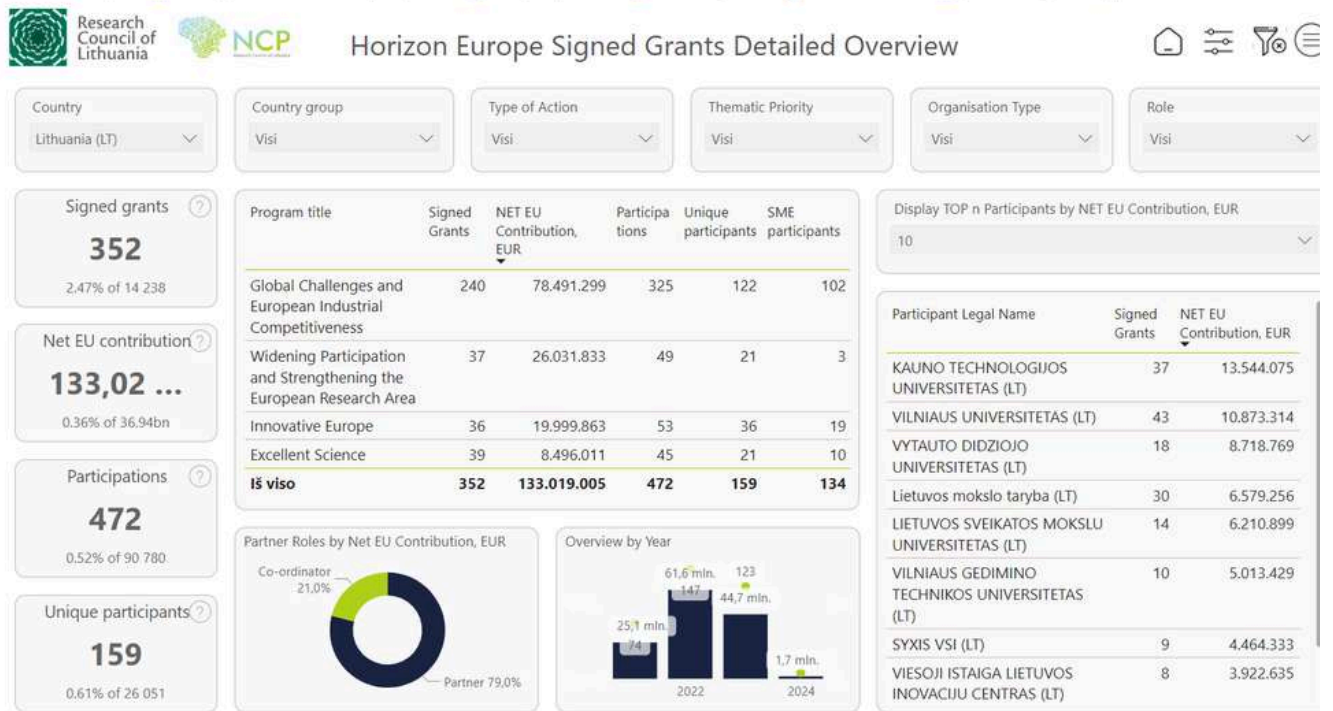 Research
Council of
Lithuania
NCP
Horizon Europe Signed Grants Detailed Overview
Country
Lithuania (LT)
Country group
Visi
Type of Action
Visi
Thematic Priority
Visi
Organisation Type
Visi
Role
Visi
Signed grants ?
352
2.47% of 14 238
Net EU contribution ?
133,02 ...
0.36% of 36.94bn
Participations ?
472
0.52% of 90 780
Unique participants ?
159
0.61% of 26 051
Program title Signed Grants NET EU Contribution, EUR Participa tions Unique participants SME participants
Global Challenges and 240 78.491.299 325 122 102
European Industrial
Competitiveness
Widening Participation 37 26.031.833 49 21 3
and Strengthening the
European Research Area
Innovative Europe 36 19.999.863 53 36 19
Excellent Science 39 8.496.011 45 21 10
Iš viso 352 133.019.005 472 159 134
Partner Roles by Net EU Contribution, EUR
Co-ordinator
21,0%
Partner 79,0%
Overview by Year
61,6 mln. 123
147
44,7 mln.
25,1 mln.
74
1,7 mln.
2022 2024
Display TOP n Participants by NET EU Contribution, EUR
10
Participant Legal Name Signed Grants NET EU Contribution, EUR
KAUNO TECHNOLOGIJOS 37 13.544.075
UNIVERSITETAS (LT)
VILNIAUS UNIVERSITETAS (LT) 43 10.873.314
VYTAUTO DIDZIOJO 18 8.718.769
UNIVERSITETAS (LT)
Lietuvos mokslo taryba (LT) 30 6.579.256
LIETUVOS SVEIKATOS MOKSLU 14 6.210.899
UNIVERSITETAS (LT)
VILNIAUS GEDIMINO 10 5.013.429
TECHNIKOS UNIVERSITETAS
(LT)
SYXIS VSI (LT) 9 4.464.333
VIESOJI ISTAIGA LIETUVOS 8 3.922.635
INOVACIJU CENTRAS (LT)